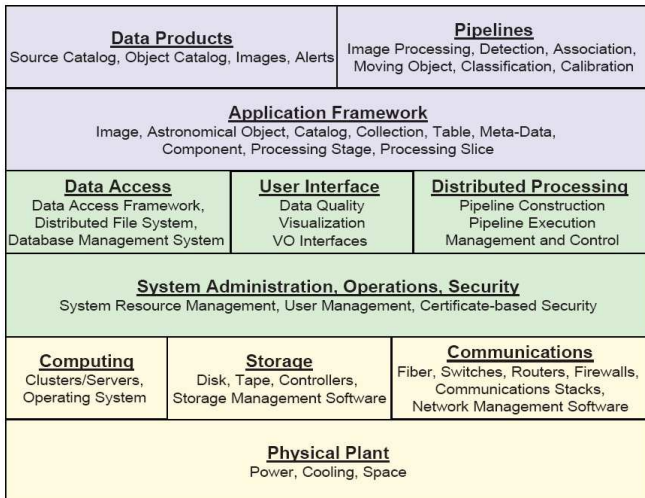 Data Products
Source Catalog, Object Catalog, Images, Alerts
Pipelines
Image Processing, Detection, Association,
Moving Object, Classification, Calibration
Application Framework
Image, Astronomical Object, Catalog, Collection, Table, Meta-Data,
Component, Processing Stage, Processing Slice
Data Access
Data Access Framework,
Distributed File System,
Database Management System
User Interface
Data Quality
Visualization
VO Interfaces
Distributed Processing
Pipeline Construction
Pipeline Execution
Management and Control
System Administration, Operations, Security
System Resource Management, User Management, Certificate-based Security
Computing
Clusters/Servers,
Operating System
Storage
Disk, Tape, Controllers,
Storage Management Software
Communications
Fiber, Switches, Routers, Firewalls,
Communications Stacks,
Network Management Software
Physical Plant
Power, Cooling, Space